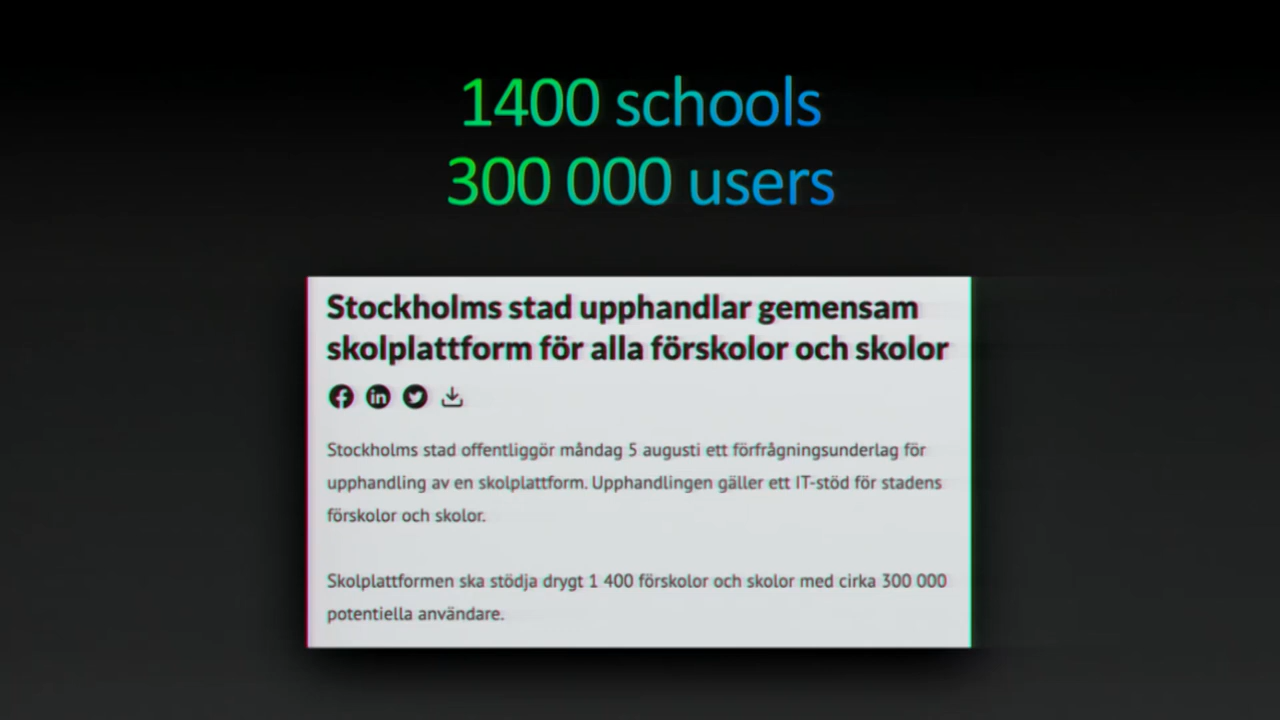 1400 schools
300 000 users
Stockholms stad upphandlar gemensam
skolplattform för alla förskolor och skolor
Stockholms stad offentliggör måndag 5 augusti ett förfrågningsunderlag för
upphandling av en skolplattform. Upphandlingen gäller ett IT-stöd för stadens
förskolor och skolor.
Skolplattformen ska stödja drygt 1 400 förskolor och skolor med cirka 300 000
potentiella användare.